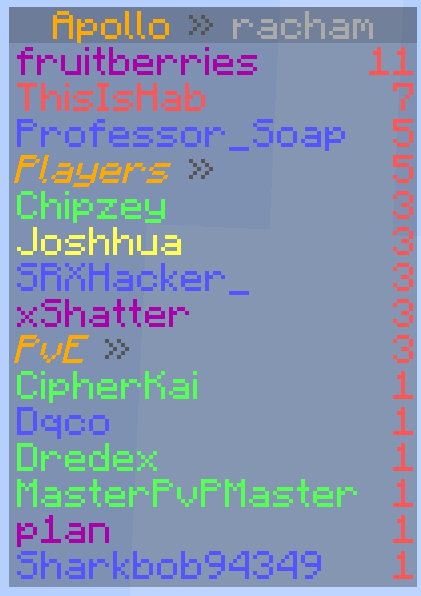 Apollo » racham
fruitberries 11
ThisIsHab 7
Professor_Soap 5
Players » 5
Chipzey 3
Joshhua 3
SRXHacker_ 3
xShatter 3
PvE » 3
CipherKai 1
Dqco 1
Dredex 1
MasterPvPMaster 1
p1an 1
Sharkbob94349 1